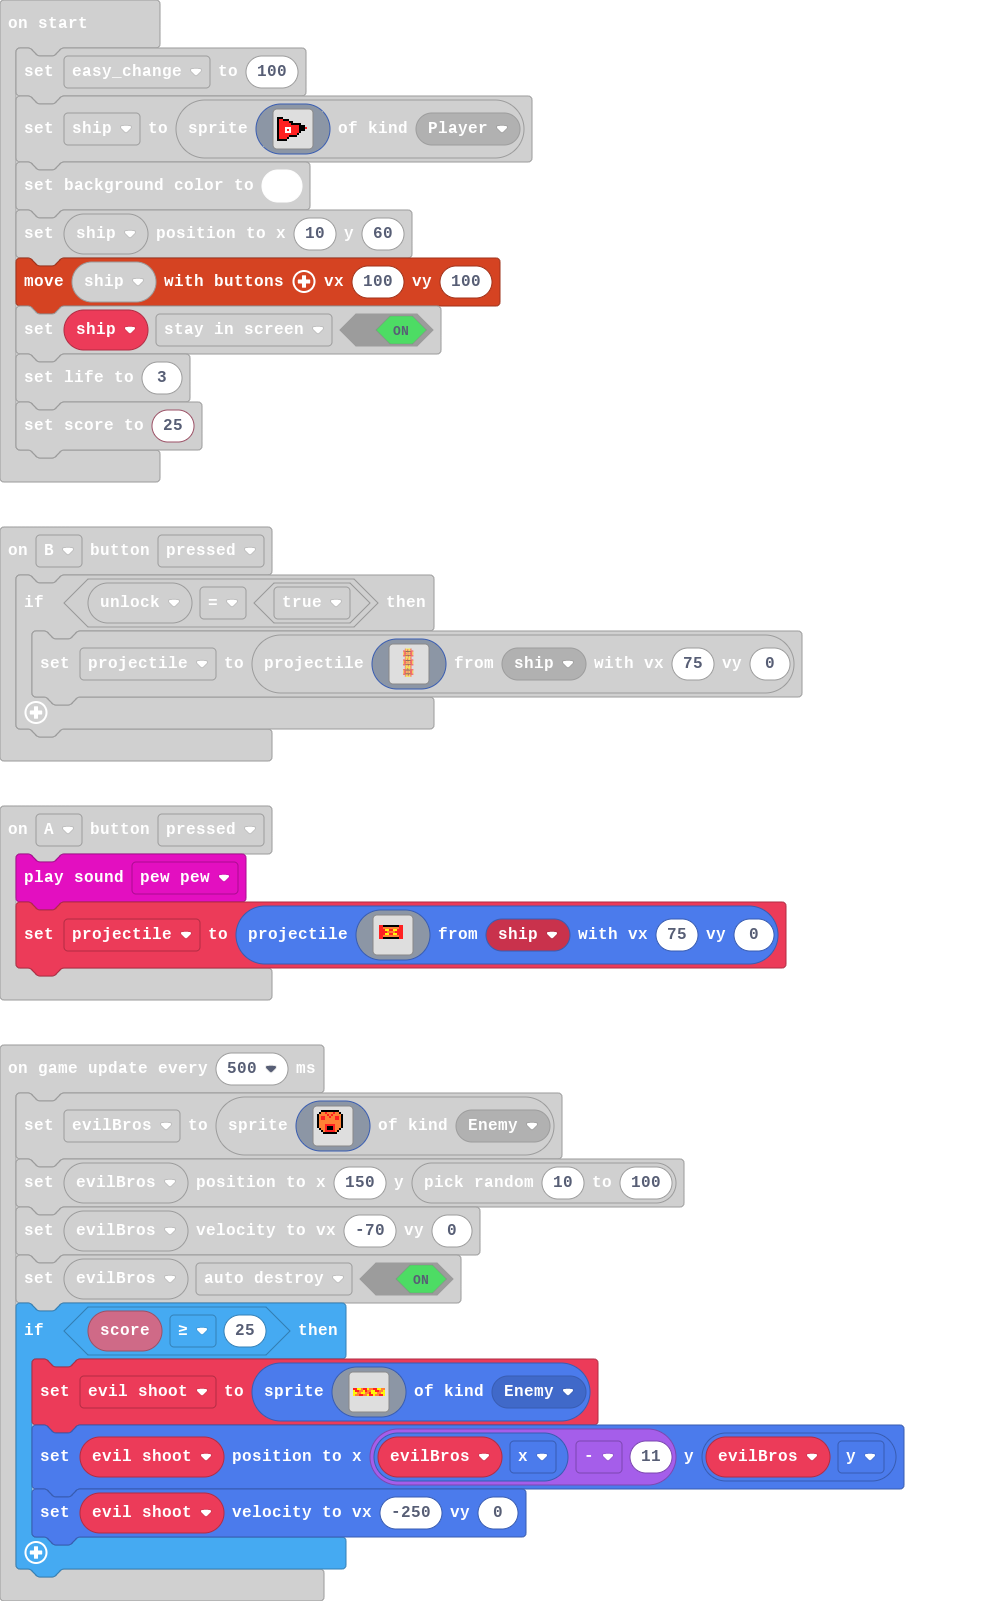 on start
set easy_change to 100
set ship to sprite of kind Player
set background color to
set ship position to x 10 y 60
move ship with buttons vx 100 vy 100
set ship stay in screen ON
set life to 3
set score to 25
on B button pressed
if unlock = true then
set projectile to projectile from ship with vx 75 vy 0
on A button pressed
play sound pew pew
set projectile to projectile from ship with vx 75 vy 0
on game update every 500 ms
set evilBros to sprite of kind Enemy
set evilBros position to x 150 y pick random 10 to 100
set evilBros velocity to vx -70 vy 0
set evilBros auto destroy ON
if score ≥ 25 then
set evil shoot to sprite of kind Enemy
set evil shoot position to x evilBros x - 11 y evilBros y
set evil shoot velocity to vx -250 vy 0